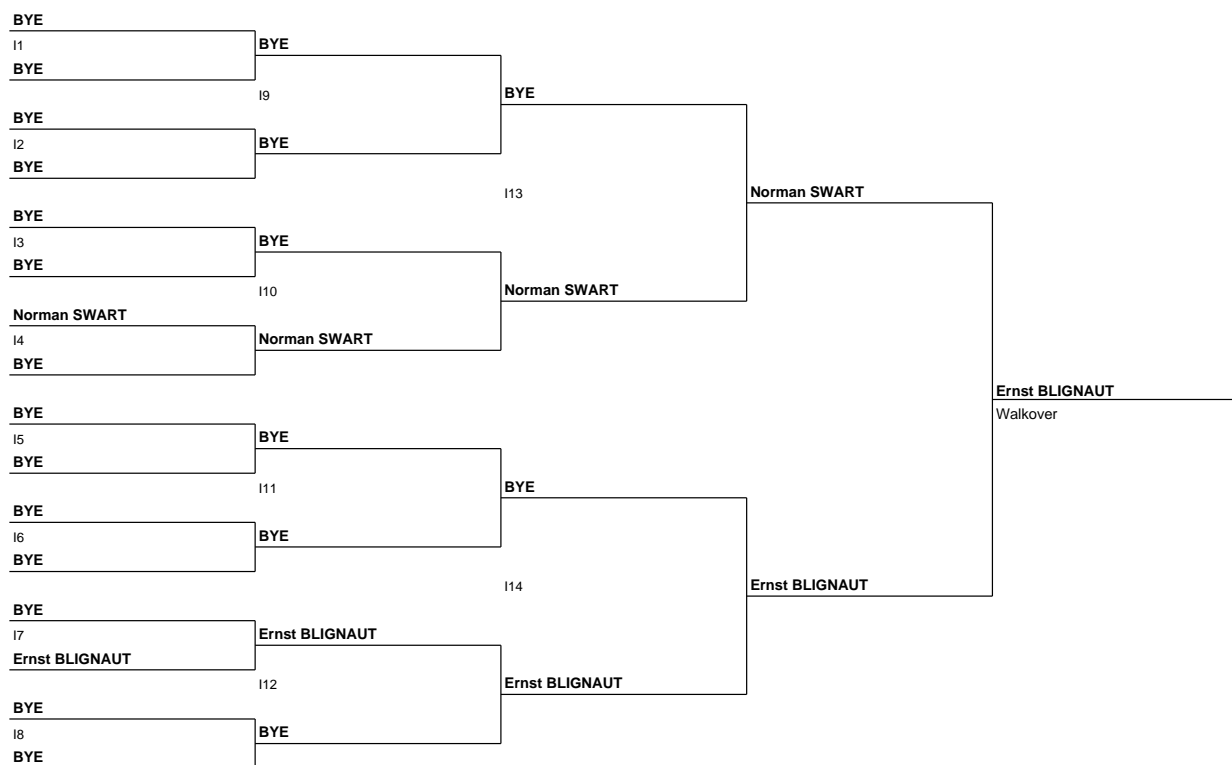 BYE
I1
BYE
BYE
I9
BYE
BYE
I2
BYE
BYE
I13
Norman SWART
BYE
I3
BYE
BYE
I10
Norman SWART
Norman SWART
I4
Norman SWART
BYE
Ernst BLIGNAUT
Walkover
BYE
I5
BYE
BYE
I11
BYE
BYE
I6
BYE
BYE
I14
Ernst BLIGNAUT
BYE
I7
Ernst BLIGNAUT
Ernst BLIGNAUT
I12
Ernst BLIGNAUT
BYE
I8
BYE
BYE